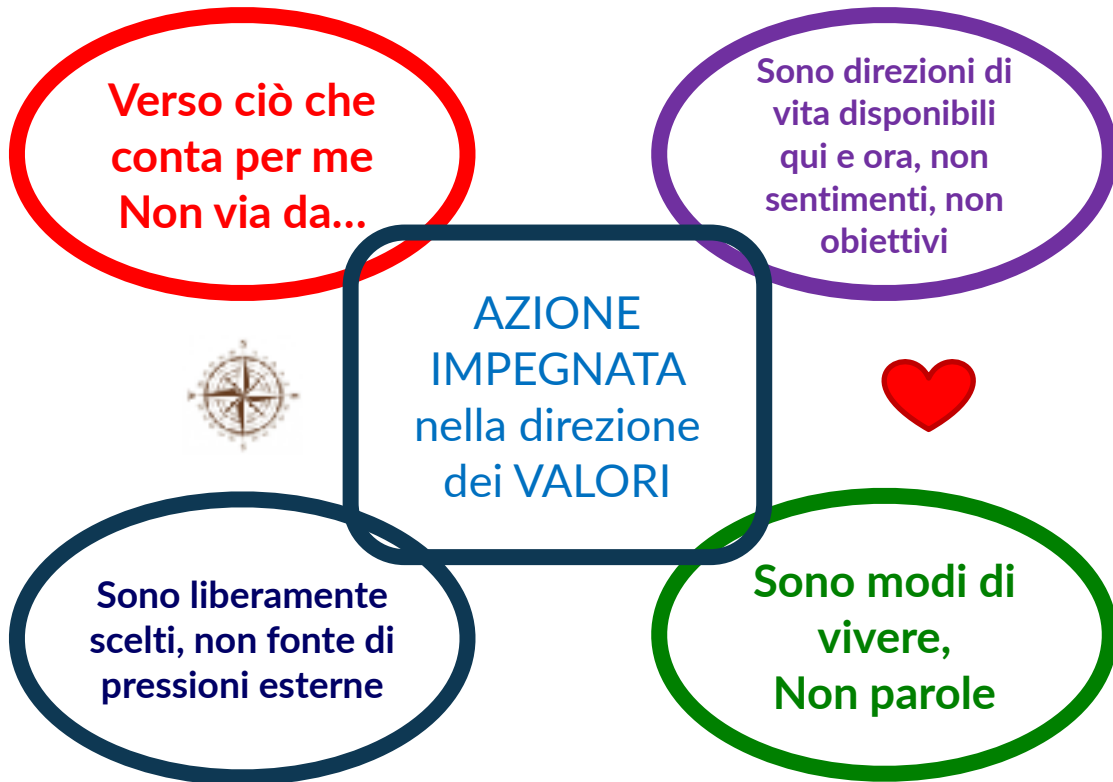 Verso ciò che
conta per me
Non via da...
Sono direzioni di
vita disponibili
qui e ora, non
sentimenti, non
obiettivi
AZIONE
IMPEGNATA
nella direzione
dei VALORI
Sono liberamente
scelti, non fonte di
pressioni esterne
Sono modi di
vivere,
Non parole